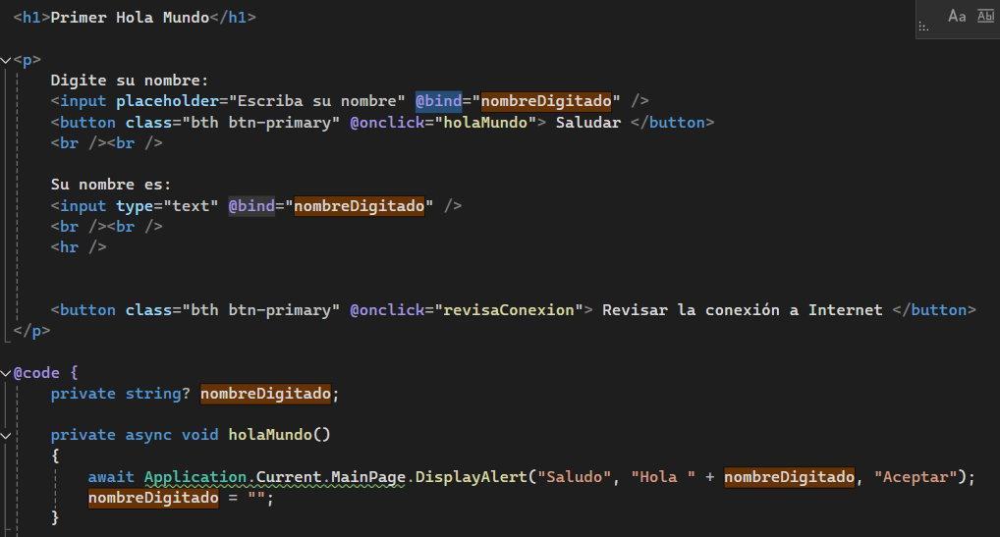 <h1>Primer Hola Mundo</h1>
Aa Abl
<p>
Digite su nombre:
<input placeholder="Escriba su nombre" @bind="nombreDigitado" />
<button class="bth btn-primary" @onclick="holaMundo"> Saludar </button>
<br /><br />
Su nombre es:
<input type="text" @bind="nombreDigitado" />
<br /><br />
<hr />
<button class="bth btn-primary" @onclick="revisaConexion"> Revisar la conexión a Internet </button>
</p>
@code {
private string? nombreDigitado;
private async void holaMundo()
{
await Application.Current.MainPage.DisplayAlert("Saludo", "Hola " + nombreDigitado, "Aceptar");
nombreDigitado = "";
}